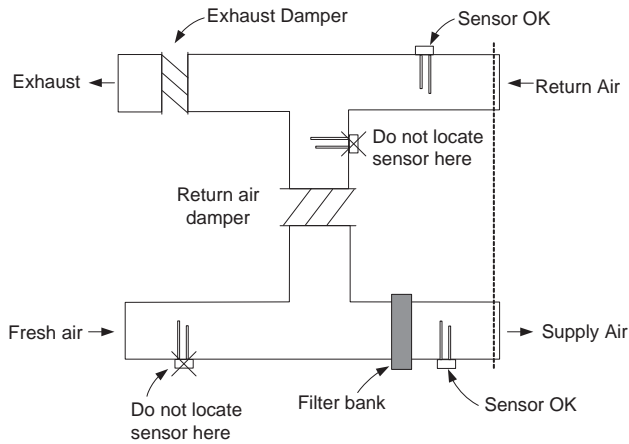 Exhaust Damper
Sensor OK
Exhaust
Return Air
Do not locate
sensor here
Return air
damper
Fresh air
Supply Air
Do not locate
sensor here
Filter bank
Sensor OK